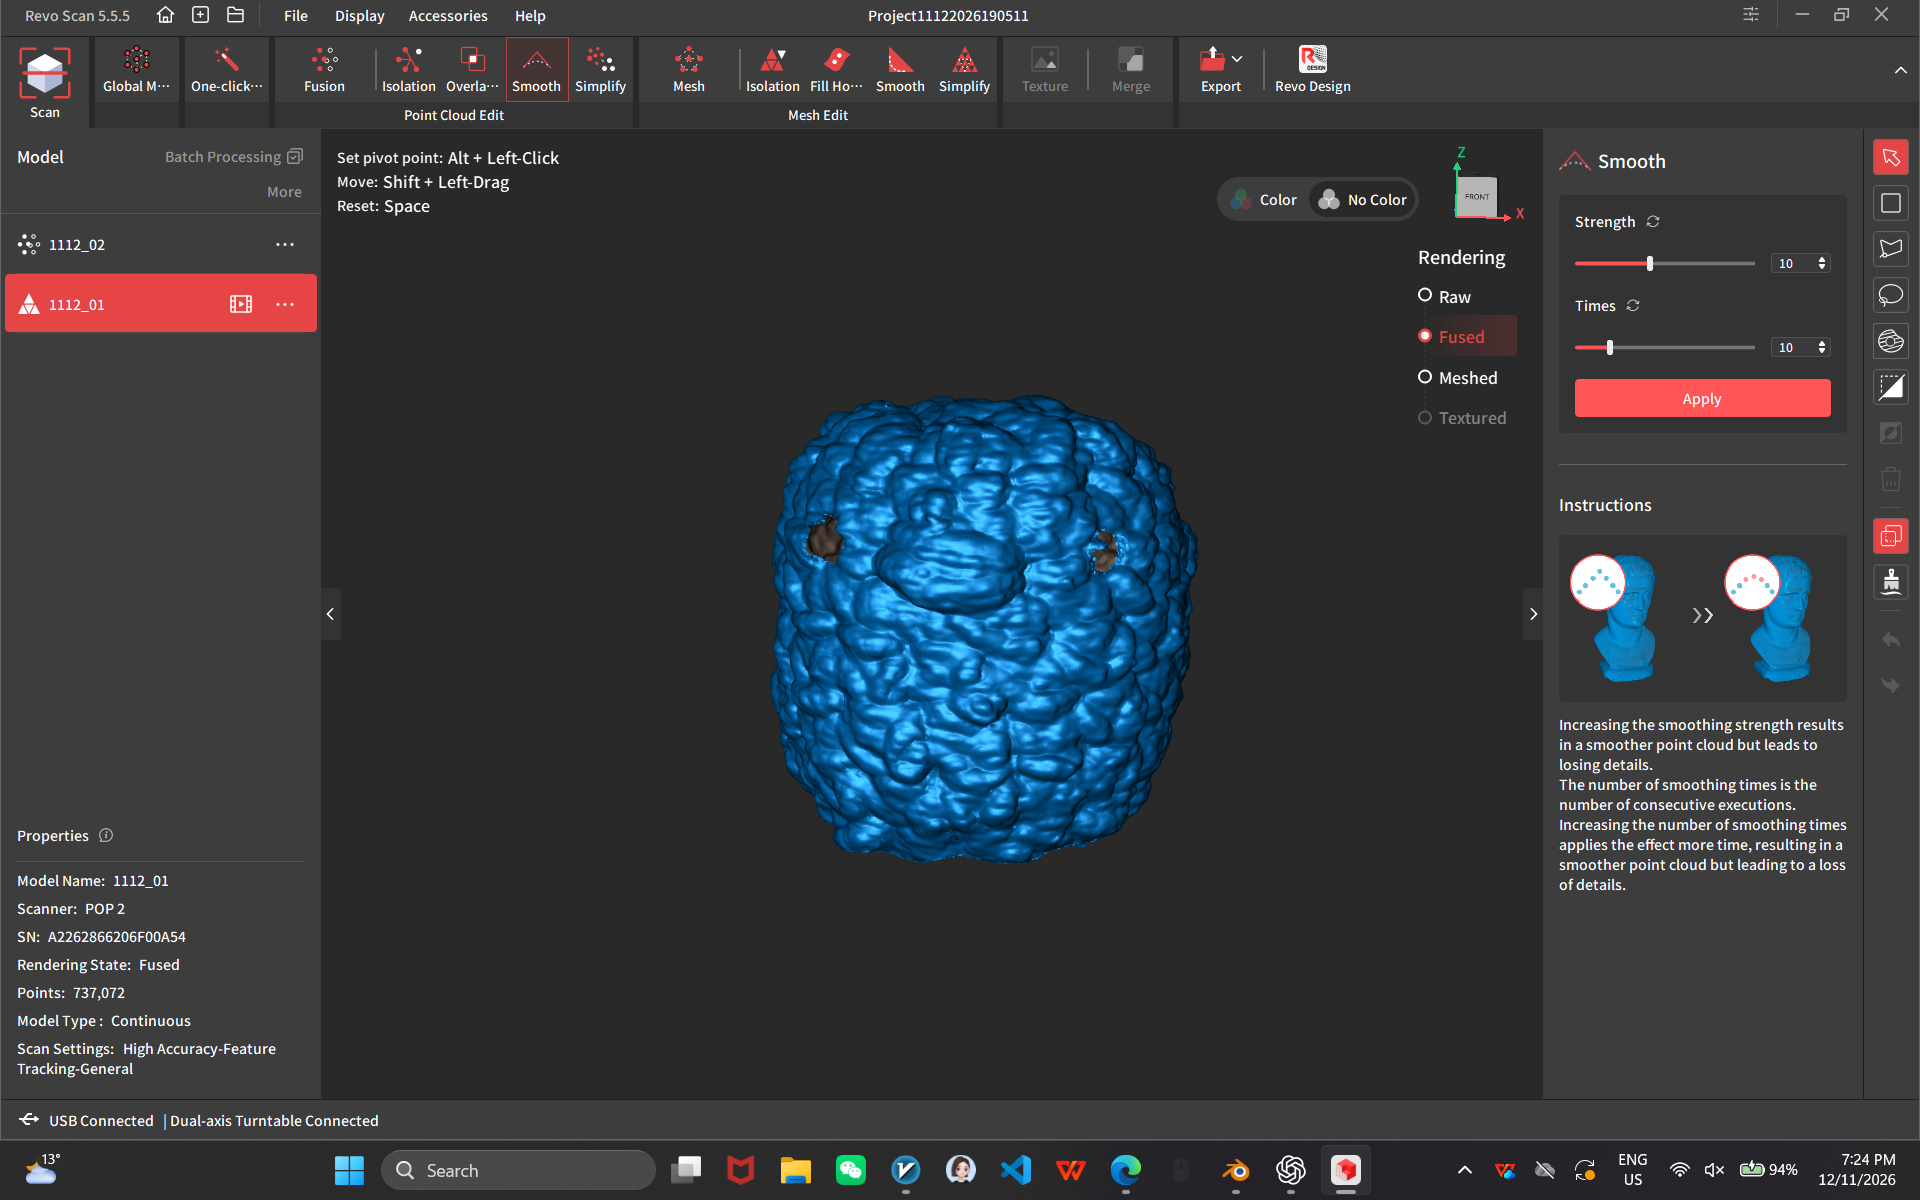 Revo Scan 5.5.5
File
Display
Accessories
Help
Project11122026190511
Scan
Global M···
One-click···
Fusion
Isolation
Overla···
Smooth
Simplify
Point Cloud Edit
Mesh
Isolation
Fill Ho···
Smooth
Simplify
Mesh Edit
Texture
Merge
Export
Revo Design
Model
Batch Processing
More
1112_02
1112_01
Set pivot point: Alt + Left-Click
Move: Shift + Left-Drag
Reset: Space
Color
No Color
Z
FRONT
X
Rendering
Raw
Fused
Meshed
Textured
Smooth
Strength
10
Times
10
Apply
Instructions
Increasing the smoothing strength results
in a smoother point cloud but leads to
losing details.
The number of smoothing times is the
number of consecutive executions.
Increasing the number of smoothing times
applies the effect more time, resulting in a
smoother point cloud but leading to a loss
of details.
Properties
Model Name: 1112_01
Scanner: POP 2
SN: A2262866206F00A54
Rendering State: Fused
Points: 737,072
Model Type : Continuous
Scan Settings: High Accuracy-Feature
Tracking-General
USB Connected
Dual-axis Turntable Connected
13°
Search
ENG
US
94%
7:24 PM
12/11/2026